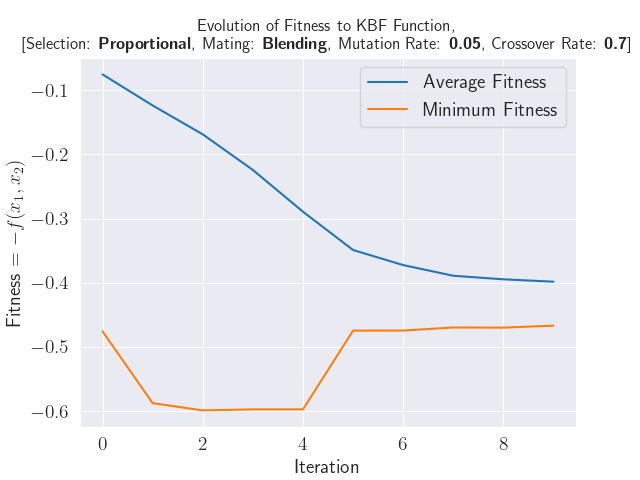 Evolution of Fitness to KBF Function,
[Selection: Proportional, Mating: Blending, Mutation Rate: 0.05, Crossover Rate: 0.7]
Average Fitness
Minimum Fitness
−0.1
−0.2
−0.3
−0.4
−0.5
−0.6
Fitness = −f(x₁, x₂)
0 2 4 6 8
Iteration